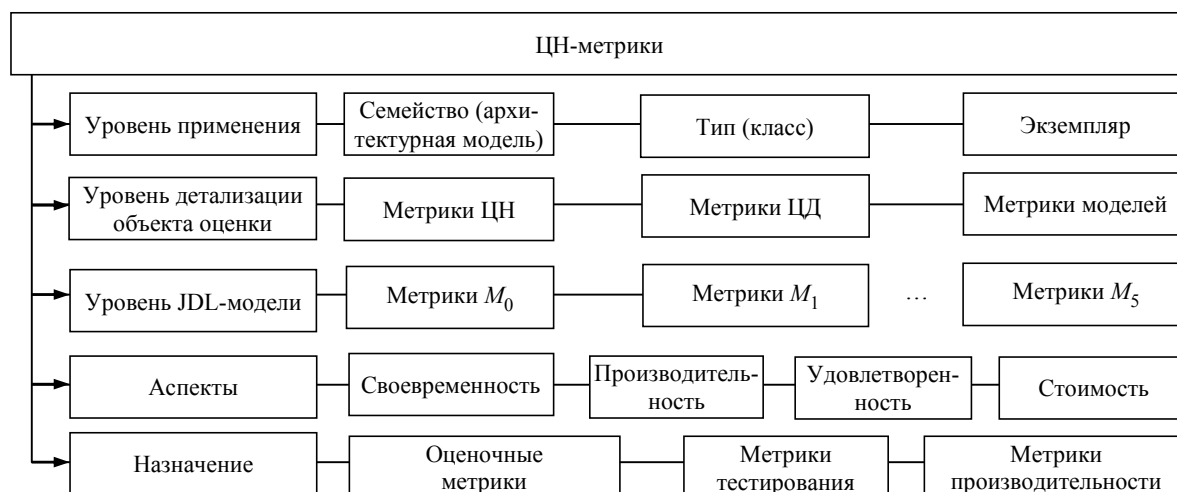 ЦН-метрики
Уровень применения
Семейство (архи-
тектурная модель)
Тип (класс)
Экземпляр
Уровень детализации
объекта оценки
Метрики ЦН
Метрики ЦД
Метрики моделей
Уровень JDL-модели
Метрики M0
Метрики M1
…
Метрики M5
Аспекты
Своевременность
Производитель-
ность
Удовлетворен-
ность
Стоимость
Назначение
Оценочные
метрики
Метрики
тестирования
Метрики
производительности